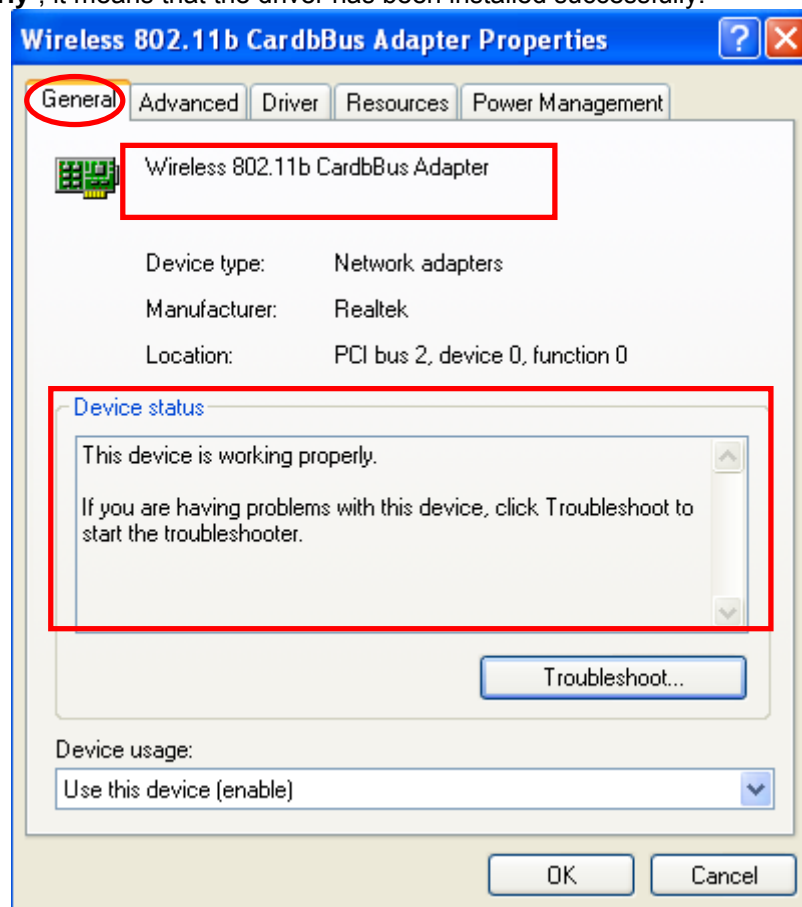 , it means that the driver has been installed successfully.
Wireless 802.11b CardbBus Adapter Properties
General Advanced Driver Resources Power Management
Wireless 802.11b CardbBus Adapter
Device type: Network adapters
Manufacturer: Realtek
Location: PCI bus 2, device 0, function 0
Device status
This device is working properly.
If you are having problems with this device, click Troubleshoot to
start the troubleshooter.
Troubleshoot...
Device usage:
Use this device (enable)
OK Cancel